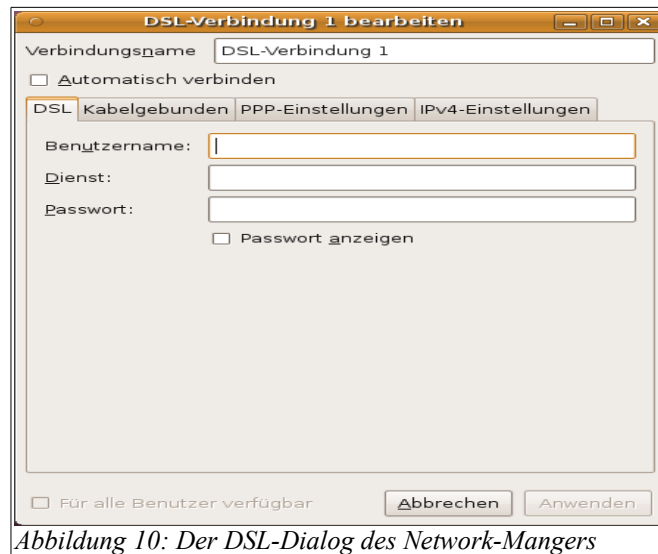 DSL-Verbindung 1 bearbeiten
Verbindungsname DSL-Verbindung 1
Automatisch verbinden
DSL Kabelgebunden PPP-Einstellungen IPv4-Einstellungen
Benutzername:
Dienst:
Passwort:
Passwort anzeigen
Für alle Benutzer verfügbar Abbrechen Anwenden
Abbildung 10: Der DSL-Dialog des Network-Mangers